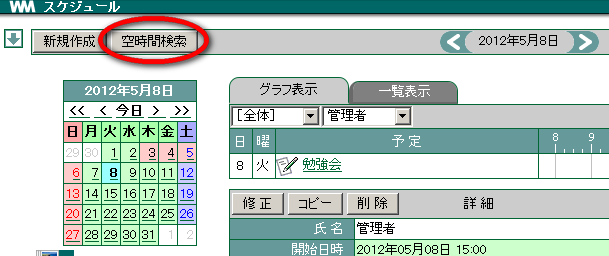 WM スケジュール
新規作成 空時間検索 2012年5月8日
2012年5月8日
<< < 今日 > >>
日 月 火 水 木 金 土
29 30 1 2 3 4 5
6 7 8 9 10 11 12
13 14 15 16 17 18 19
20 21 22 23 24 25 26
27 28 29 30 31 1 2
グラフ表示 一覧表示
[全体] 管理者
日 曜 予定 8 9
8 火 勉強会
修正 コピー 削除 詳細
氏名 管理者
開始日時 2012年05月08日 15:00